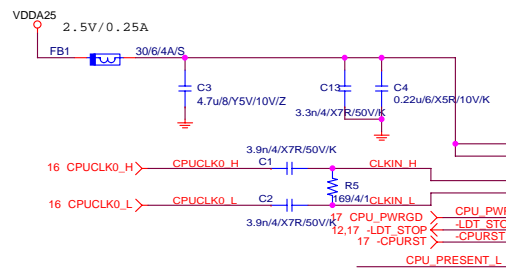 VDDA25
2.5V/0.25A
FB1 30/6/4A/S
C3
4.7u/8/Y5V/10V/Z
C13
3.3n/4/X7R/50V/K
C4
0.22u/6/X5R/10V/K
3.9n/4/X7R/50V/K
16 CPUCLK0_H CPUCLK0_H C1 CLKIN_H
R5
169/4/1
16 CPUCLK0_L CPUCLK0_L C2 CLKIN_L
3.9n/4/X7R/50V/K
17 CPU_PWRGD CPU_PWR
12,17 -LDT_STOP -LDT_STO
17 -CPURST -CPURST
CPU_PRESENT_L